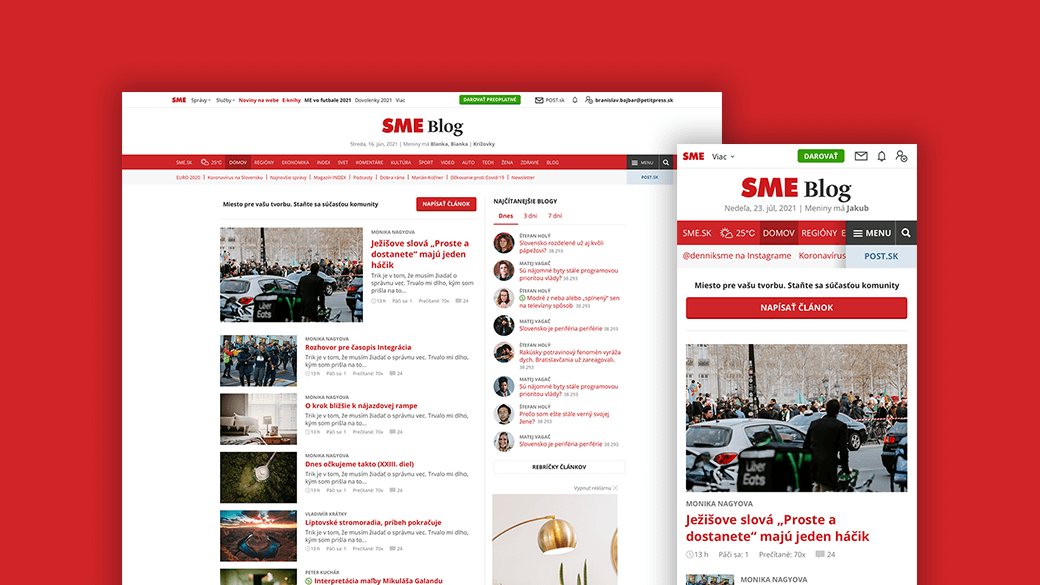 SME Správy Služby Noviny na webe E-knihy ME vo futbale 2021 Dovolenky 2021 Viac DAROVAŤ PREDPLATNÉ POST.sk branislav.bajbar@petitpress.sk
SME Blog
Streda, 16. jún, 2021 | Meniny má Blanka, Bianka | Krížovky
SME.SK 25°C DOMOV REGIÓNY EKONOMIKA INDEX SVET KOMENTÁRE KULTÚRA ŠPORT VIDEO AUTO TECH ŽENA ZDRAVIE BLOG MENU
EURO 2020 | Koronavírus na Slovensku | Najnovšie správy | Magazín INDEX | Podcasty | Dobra rána | Marián Kočner | Očkovanie proti Covid-19 | Newsletter POST.SK
Miesto pre vašu tvorbu. Staňte sa súčasťou komunity NAPÍSAŤ ČLÁNOK
MONIKA NAGYOVA
Ježišove slová „Proste a
dostanete“ majú jeden
háčik
Trik je v tom, že musím žiadať o
správnu vec. Trvalo mi dlho, kým som
prišla na to...
13 h Páči sa: 1 Prečítané: 70x 24
MONIKA NAGYOVA
Rozhovor pre časopis Integrácia
Trik je v tom, že musím žiadať o správnu vec. Trvalo mi dlho,
kým som prišla na to...
13 h Páči sa: 1 Prečítané: 70x 24
MONIKA NAGYOVA
O krok bližšie k nájazdovej rampe
Trik je v tom, že musím žiadať o správnu vec. Trvalo mi dlho,
kým som prišla na to...
13 h Páči sa: 1 Prečítané: 70x 24
MONIKA NAGYOVA
Dnes očkujeme takto (XXIII. diel)
Trik je v tom, že musím žiadať o správnu vec. Trvalo mi dlho,
kým som prišla na to...
13 h Páči sa: 1 Prečítané: 70x 24
VLADIMÍR KRÁTKY
Liptovské stromoradia, príbeh pokračuje
Trik je v tom, že musím žiadať o správnu vec. Trvalo mi dlho,
kým som prišla na to...
13 h Páči sa: 1 Prečítané: 70x 24
PETER KUCHÁR
Interpretácia maľby Mikuláša Galandu
NAJČÍTANEJŠIE BLOGY
Dnes 3 dni 7 dní
ŠTEFAN HOLÝ
Slovensko rozdelené už aj kvôli
pápežovi? 38 293
MATEJ VAGAČ
Sú nájomné byty stále programovou
prioritou vlády? 38 293
ŠTEFAN HOLÝ
Modré z neba alebo „splnený“ sen
na televízny spôsob 38 293
MATEJ VAGAČ
Slovensko je periféria periférie 38 293
ŠTEFAN HOLÝ
Rakúsky potravinový fenomén vyráža
dych. Bratislavčania už zareagovali.
38 293
MATEJ VAGAČ
Sú nájomné byty stále programovou
prioritou vlády? 38 293
ŠTEFAN HOLÝ
Prečo som ešte stále verný svojej
žene? 38 293
MATEJ VAGAČ
Slovensko je periféria periférie 38 293
REBRÍČKY ČLÁNKOV
Vypnúť reklamu
SME Viac DAROVAŤ
SME Blog
Nedeľa, 23. júl, 2021 | Meniny má Jakub
SME.SK 25°C DOMOV REGIÓNY E MENU
@denniksme na Instagrame Koronavírus POST.SK
Miesto pre vašu tvorbu. Staňte sa súčasťou komunity
NAPÍSAŤ ČLÁNOK
Uber
Eats
MONIKA NAGYOVA
Ježišove slová „Proste a
dostanete“ majú jeden háčik
13 h Páči sa: 1 Prečítané: 70x 24
MONIKA NAGYOVA